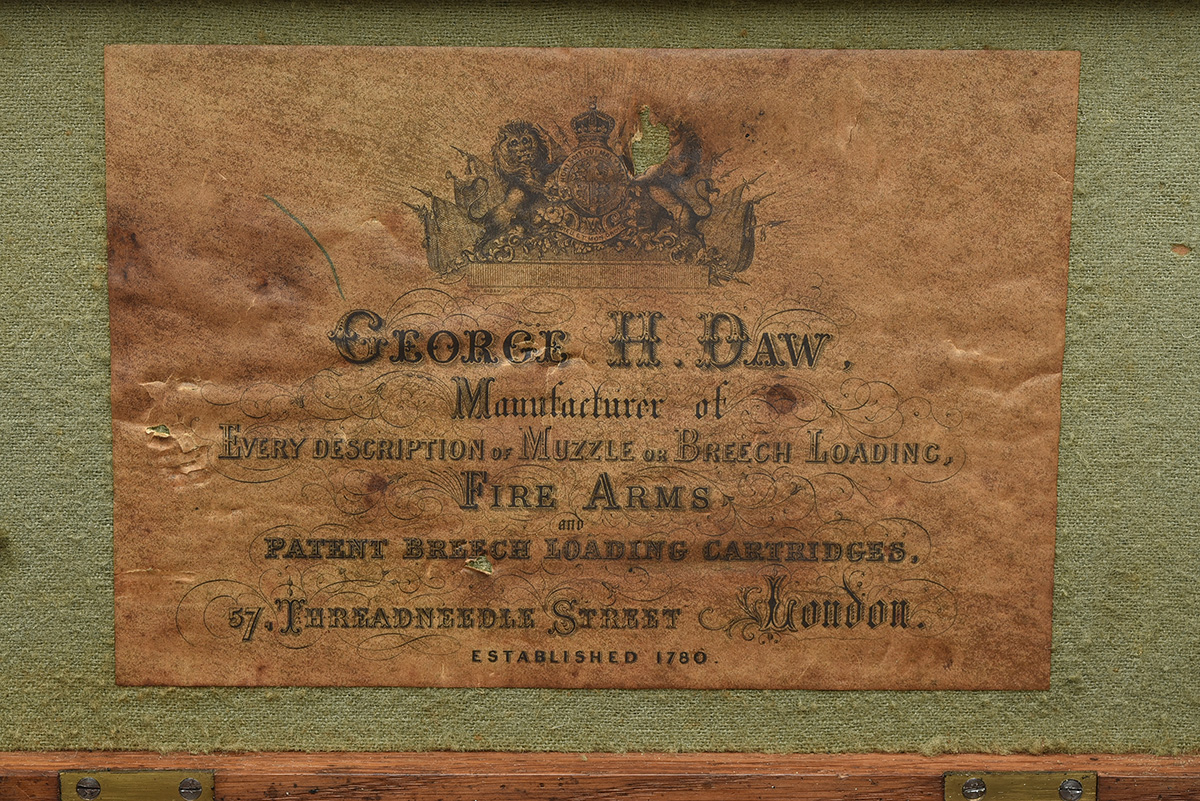 GEORGE H. DAW,
Manufacturer of
EVERY DESCRIPTION OF MUZZLE OR BREECH LOADING,
FIRE ARMS,
and
PATENT BREECH LOADING CARTRIDGES,
57, THREADNEEDLE STREET London.
ESTABLISHED 1780.